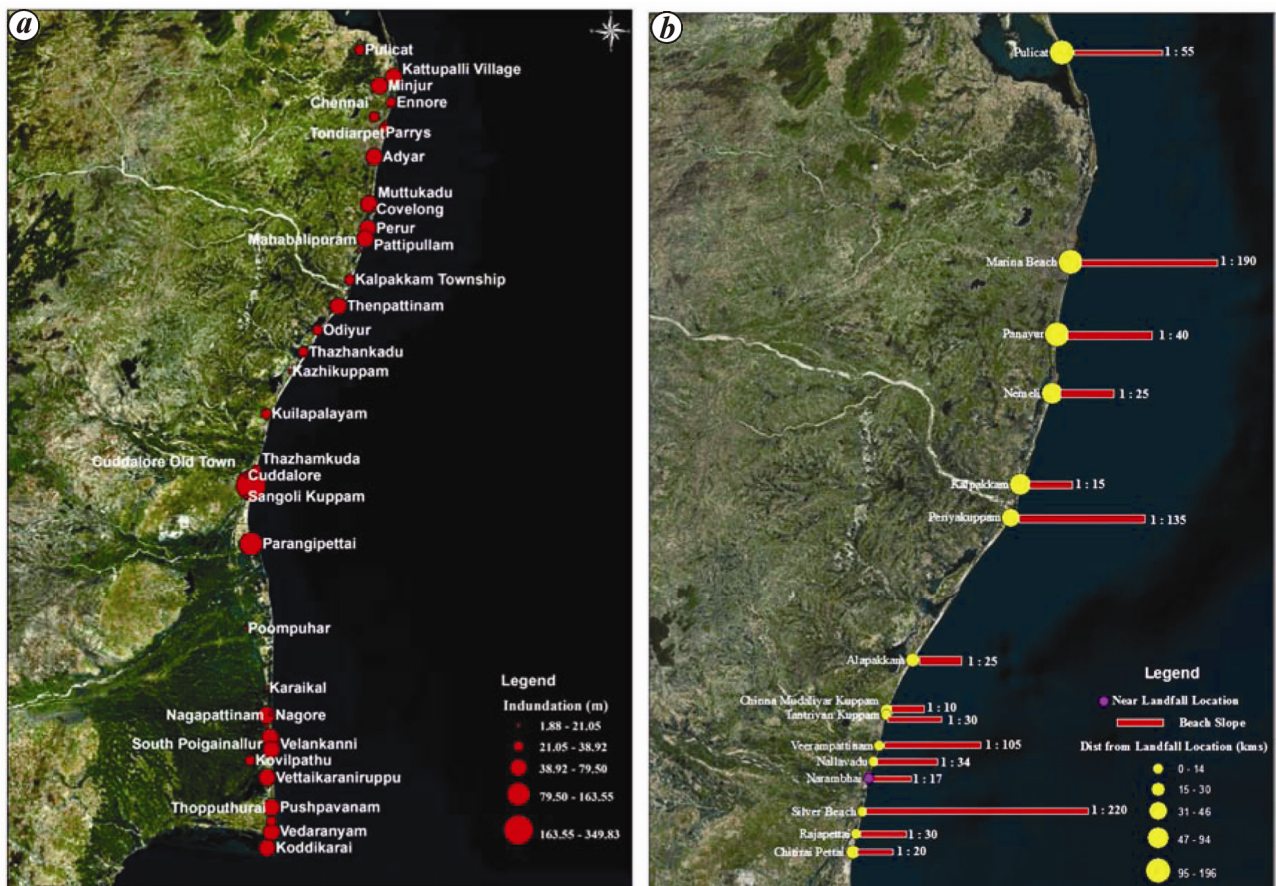 a
Pulicat
Kattupalli Village
Minjur
Chennai
Ennore
Tondiarpet
Parrys
Adyar
Muttukadu
Covelong
Perur
Mahabalipuram
Pattipullam
Kalpakkam Township
Thenpattinam
Odiyur
Thazhankadu
Kazhikuppam
Kuilapalayam
Thazhamkuda
Cuddalore Old Town
Cuddalore
Sangoli Kuppam
Parangipettai
Poompuhar
Karaikal
Nagapattinam
Nagore
South Poigainallur
Velankanni
Kovilpathu
Vettaikaraniruppu
Thopputhurai
Pushpavanam
Vedaranyam
Koddikarai
Legend
Indundation (m)
1.88 - 21.05
21.05 - 38.92
38.92 - 79.50
79.50 - 163.55
163.55 - 349.83
b
Pulicat 1 : 55
Marina Beach 1 : 190
Panayur 1 : 40
Nemeli 1 : 25
Kalpakkam 1 : 15
Periyakuppam 1 : 135
Alapakkam 1 : 25
Chinna Mudaliyar Kuppam 1 : 10
Tantriyan Kuppam 1 : 30
Veerampattinam 1 : 105
Nallavadu 1 : 34
Narambhai 1 : 17
Silver Beach 1 : 220
Rajapettai 1 : 30
Chitirai Pettai 1 : 20
Legend
Near Landfall Location
Beach Slope
Dist from Landfall Location (kms)
0 - 14
15 - 30
31 - 46
47 - 94
95 - 196